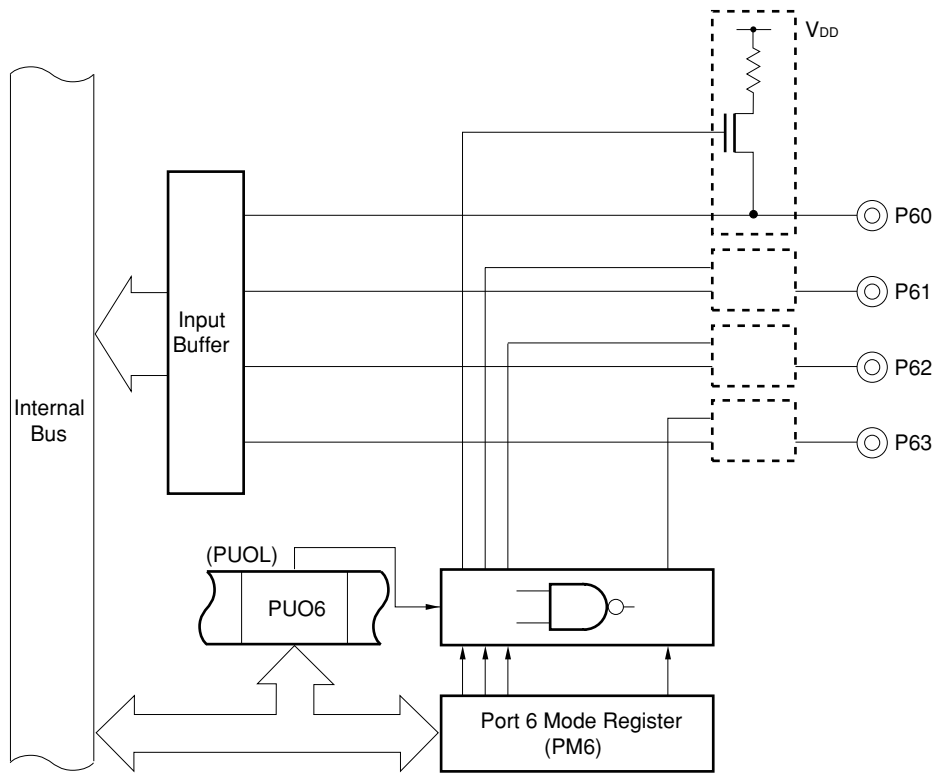 VDD
P60
P61
Input
Buffer
P62
Internal
Bus
P63
(PUOL)
PUO6
Port 6 Mode Register
(PM6)